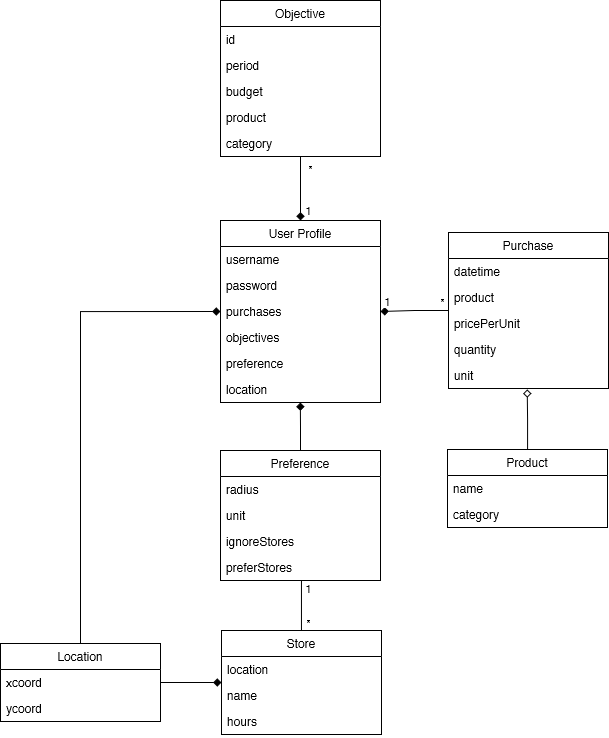 Objective
id
period
budget
product
category
*
1
User Profile
username
password
purchases
objectives
preference
location
1
*
Purchase
datetime
product
pricePerUnit
quantity
unit
Product
name
category
Preference
radius
unit
ignoreStores
preferStores
1
*
Store
location
name
hours
Location
xcoord
ycoord